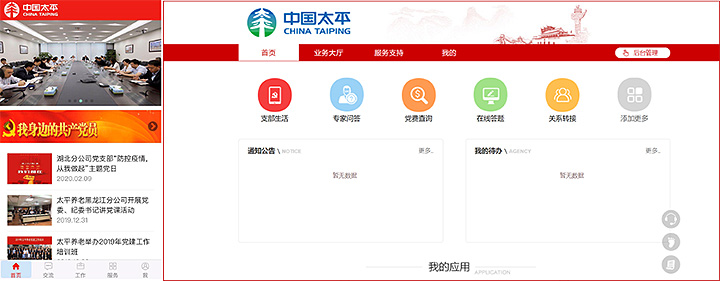 中国太平
CHINA TAIPING
我身边的共产党员
湖北分公司党支部“防控疫情,
从我做起”主题党日
2020.02.09
太平养老黑龙江分公司开展党
委、纪委书记讲党课活动
2019.12.31
太平养老举办2019年党建工作
培训班
首页
交流
工作
服务
我
中国太平
CHINA TAIPING
首页
业务大厅
服务支持
我的
后台管理
支部生活
专家问答
党费查询
在线答题
关系转接
添加更多
通知公告 \ NOTICE
更多..
暂无数据
我的待办 \ AGENCY
更多..
暂无数据
我的应用
APPLICATION